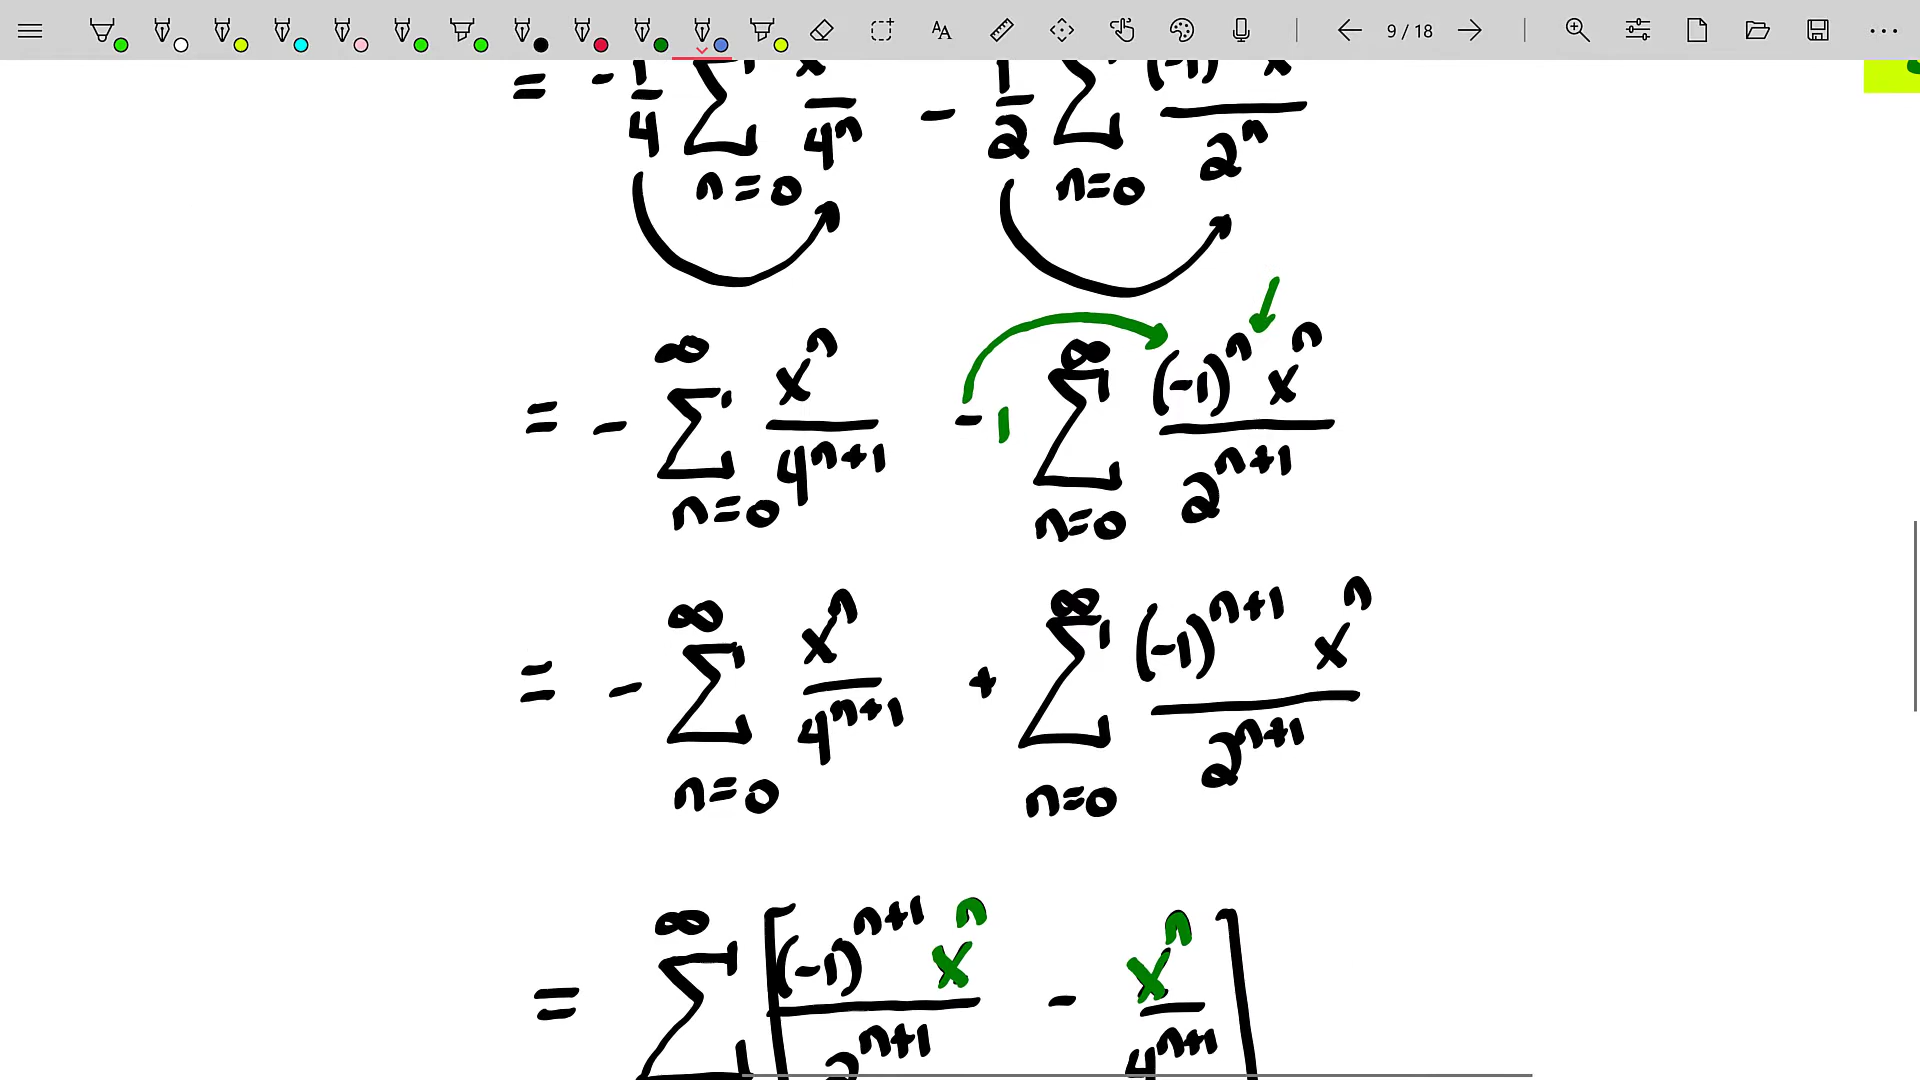 9 / 18
= - 1/4 Σ n=0 x/4^n - 1/2 Σ n=0 (-1) x/2^n
= - Σ n=0 ∞ x^n/4^(n+1) - 1 Σ n=0 ∞ (-1)^n x^n/2^(n+1)
= - Σ n=0 ∞ x^n/4^(n+1) + Σ n=0 ∞ (-1)^(n+1) x^n/2^(n+1)
= Σ ∞ [(-1)^(n+1) x^n/2^(n+1) - x^n/4^(n+1)]